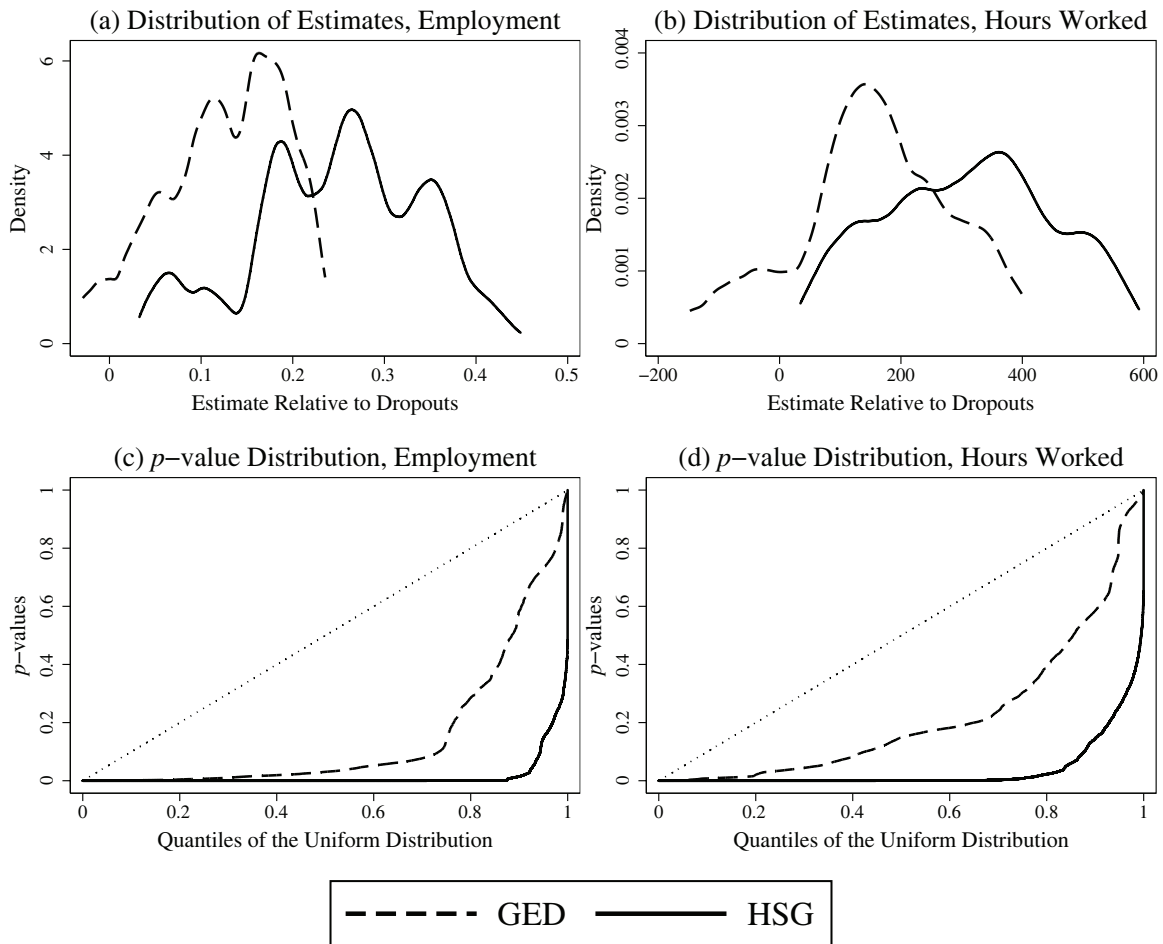 (a) Distribution of Estimates, Employment
Density
0 2 4 6
0 0.1 0.2 0.3 0.4 0.5
Estimate Relative to Dropouts
(b) Distribution of Estimates, Hours Worked
Density
0 0.001 0.002 0.003 0.004
−200 0 200 400 600
Estimate Relative to Dropouts
(c) p−value Distribution, Employment
p−values
0 0.2 0.4 0.6 0.8 1
0 0.2 0.4 0.6 0.8 1
Quantiles of the Uniform Distribution
(d) p−value Distribution, Hours Worked
p−values
0 0.2 0.4 0.6 0.8 1
0 0.2 0.4 0.6 0.8 1
Quantiles of the Uniform Distribution
GED HSG